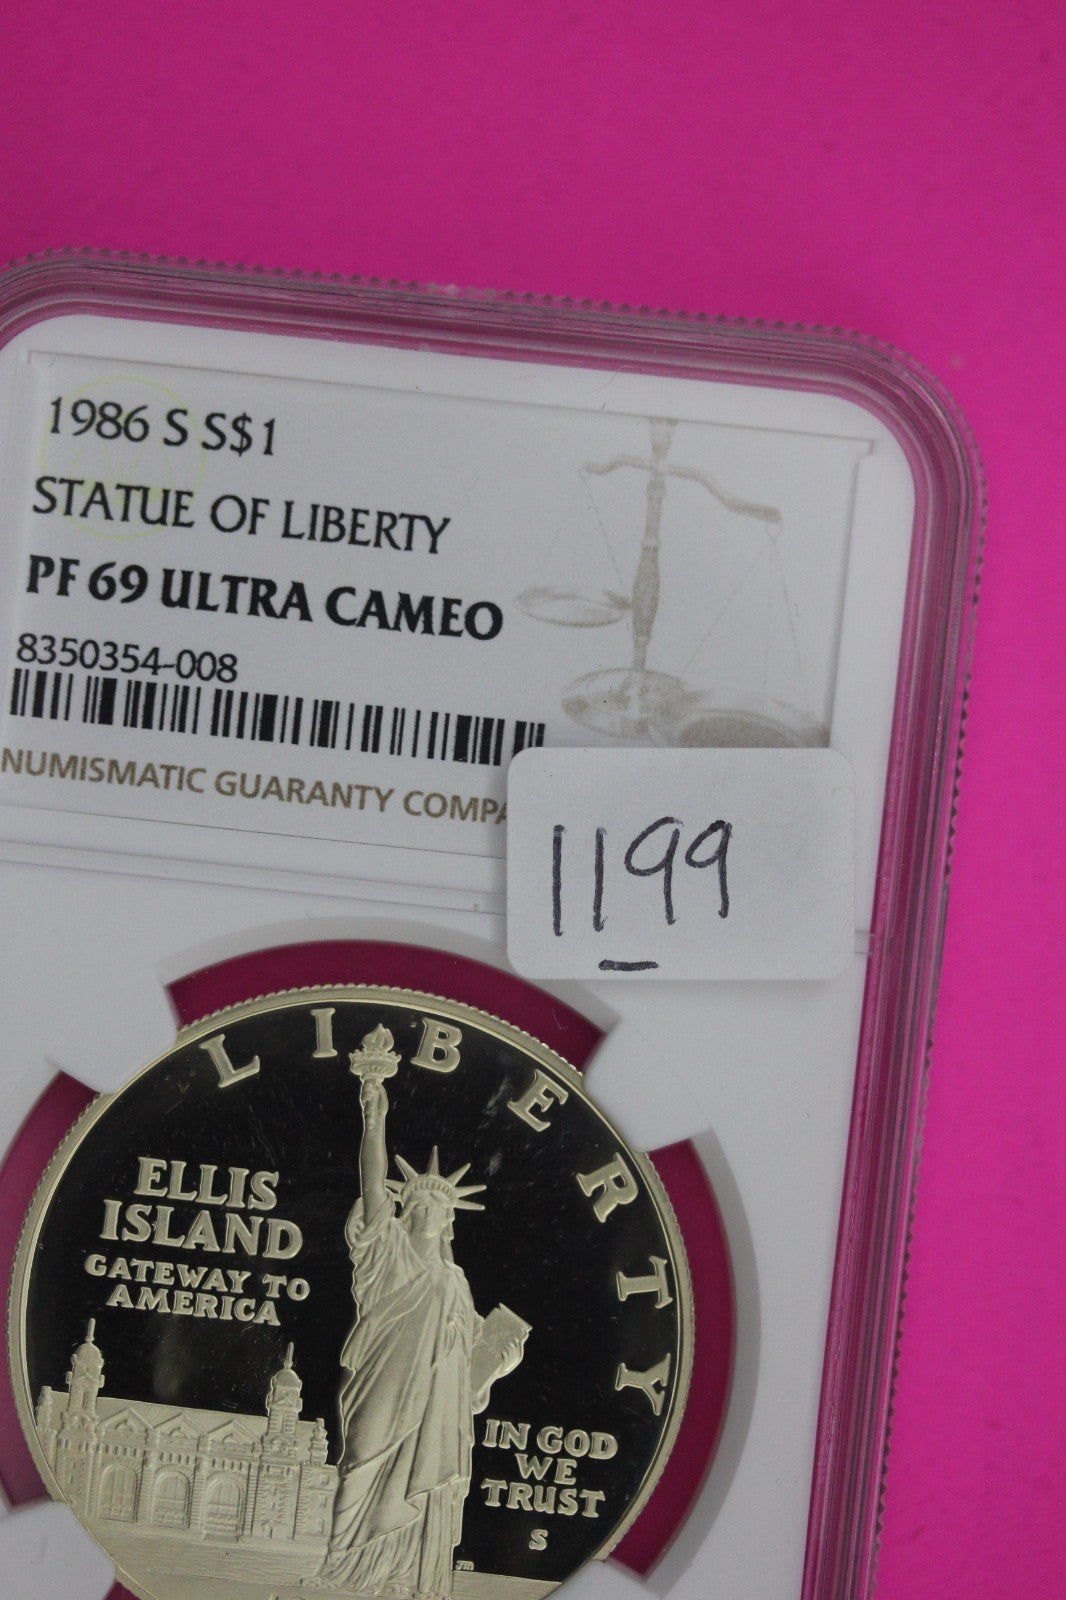 1986 S S$1
STATUE OF LIBERTY
PF 69 ULTRA CAMEO
8350354-008
NUMISMATIC GUARANTY
1199
LIBERTY
ELLIS
ISLAND
GATEWAY TO
AMERICA
IN GOD
WE
TRUST
S
JM